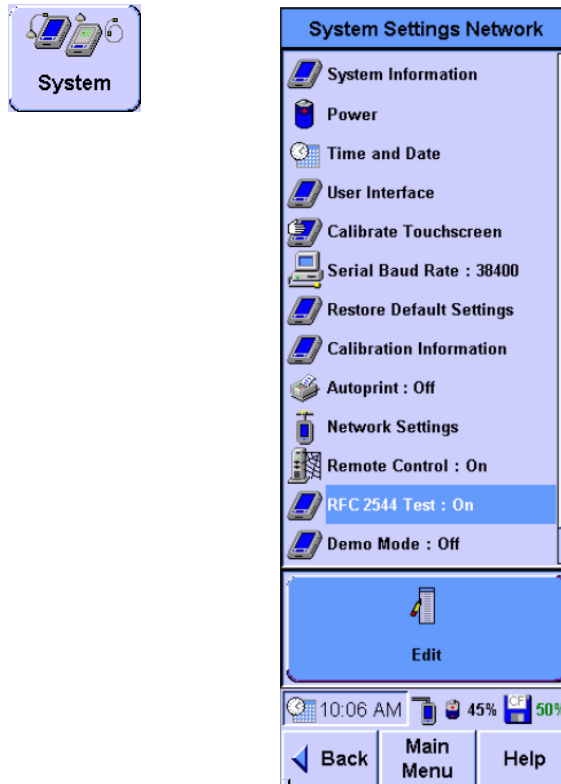 System
System Settings Network
System Information
Power
Time and Date
User Interface
Calibrate Touchscreen
Serial Baud Rate : 38400
Restore Default Settings
Calibration Information
Autoprint : Off
Network Settings
Remote Control : On
RFC 2544 Test : On
Demo Mode : Off
Edit
10:06 AM 45% CF 50%
Back Main Menu Help